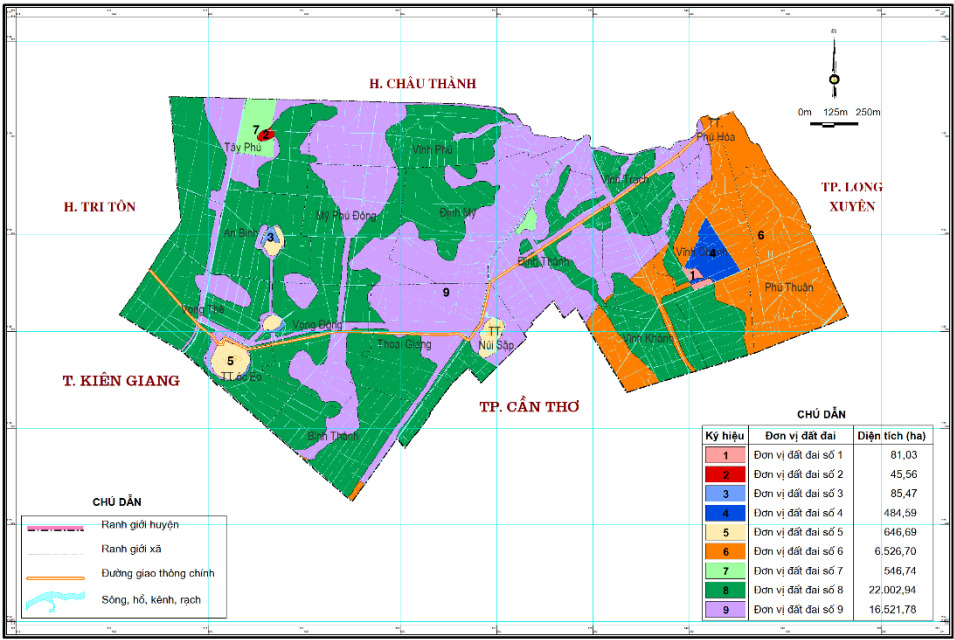 H. CHÂU THÀNH
0m 125m 250m
7
2
Tây Phú
Vĩnh Phú
TT.
Phú Hòa
Vĩnh Trạch
TP. LONG
XUYÊN
H. TRI TÔN
Mỹ Phú Đông
Định Mỹ
An Bình
3
6
Định Thành
4
1
Phú Thuận
9
Vọng Thê
Vọng Đông
Thoại Giang
TT.
Núi Sập
Vĩnh Khánh
5
TT.Óc Eo
T. KIÊN GIANG
TP. CẦN THƠ
Bình Thành
CHÚ DẪN
Ký hiệu Đơn vị đất đai Diện tích (ha)
1 Đơn vị đất đai số 1 81,03
2 Đơn vị đất đai số 2 45,56
3 Đơn vị đất đai số 3 85,47
4 Đơn vị đất đai số 4 484,59
5 Đơn vị đất đai số 5 646,69
6 Đơn vị đất đai số 6 6.526,70
7 Đơn vị đất đai số 7 546,74
8 Đơn vị đất đai số 8 22.002,94
9 Đơn vị đất đai số 9 16.521,78
CHÚ DẪN
Ranh giới huyện
Ranh giới xã
Đường giao thông chính
Sông, hồ, kênh, rạch